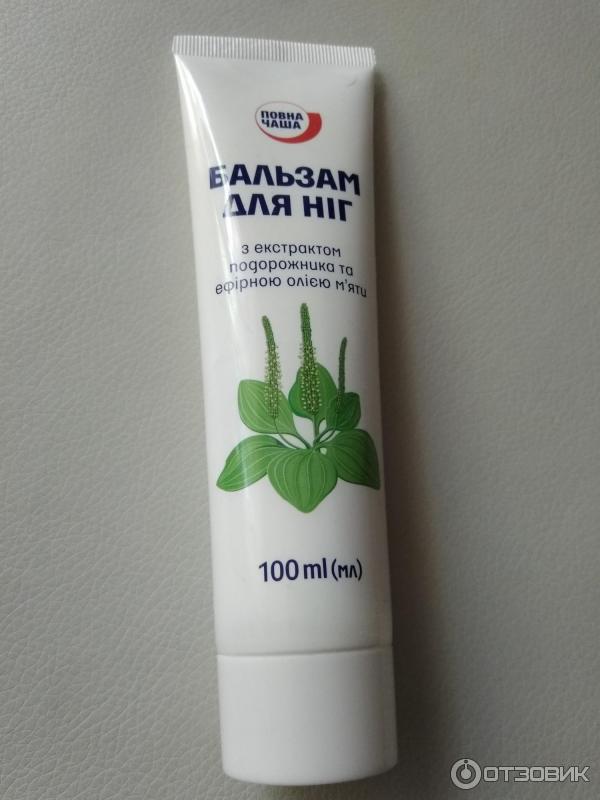 ПОВНА
ЧАША
БАЛЬЗАМ
ДЛЯ НІГ
з екстрактом
подорожника та
ефірною олією м'яти
100 ml (мл)
ОТЗОВИК